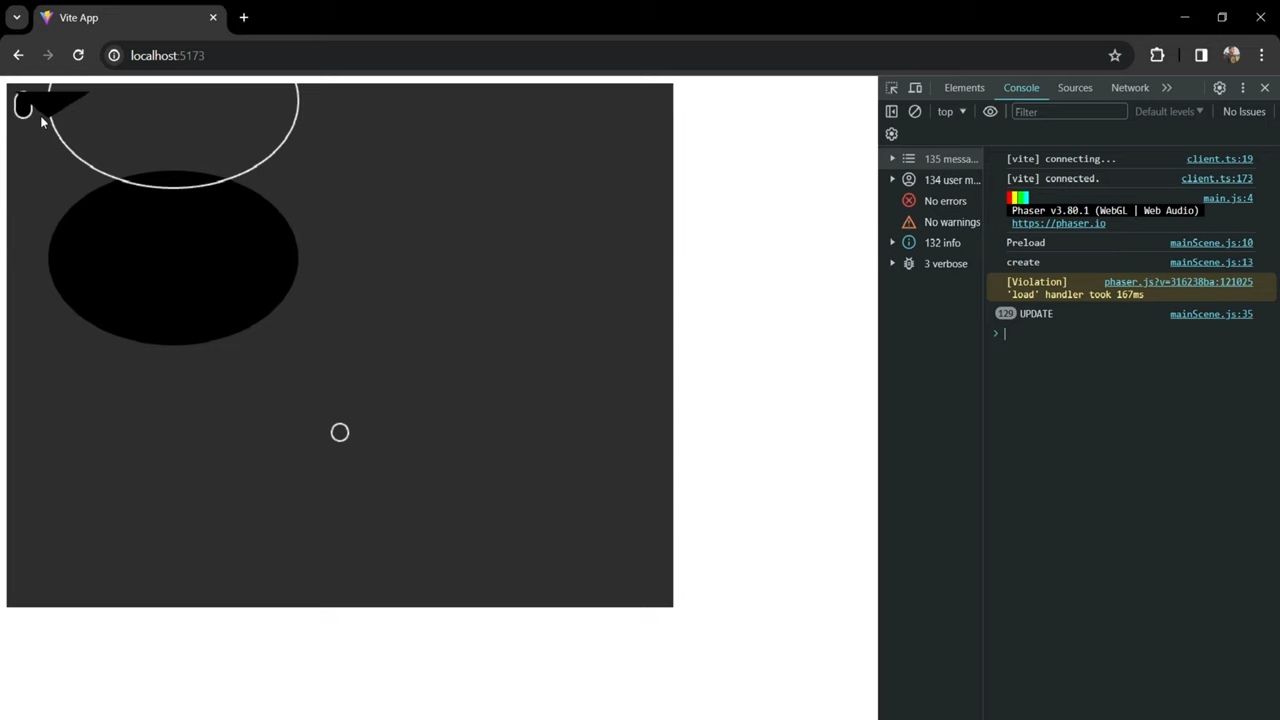 Vite App
localhost:5173
Elements
Console
Sources
Network
top
Filter
Default levels
No Issues
135 messa...
134 user m...
No errors
No warnings
132 info
3 verbose
[vite] connecting... client.ts:19
[vite] connected. client.ts:173
main.js:4
Phaser v3.80.1 (WebGL | Web Audio)
https://phaser.io
Preload mainScene.js:10
create mainScene.js:13
[Violation] phaser.js?v=316238ba:121025
'load' handler took 167ms
129 UPDATE mainScene.js:35